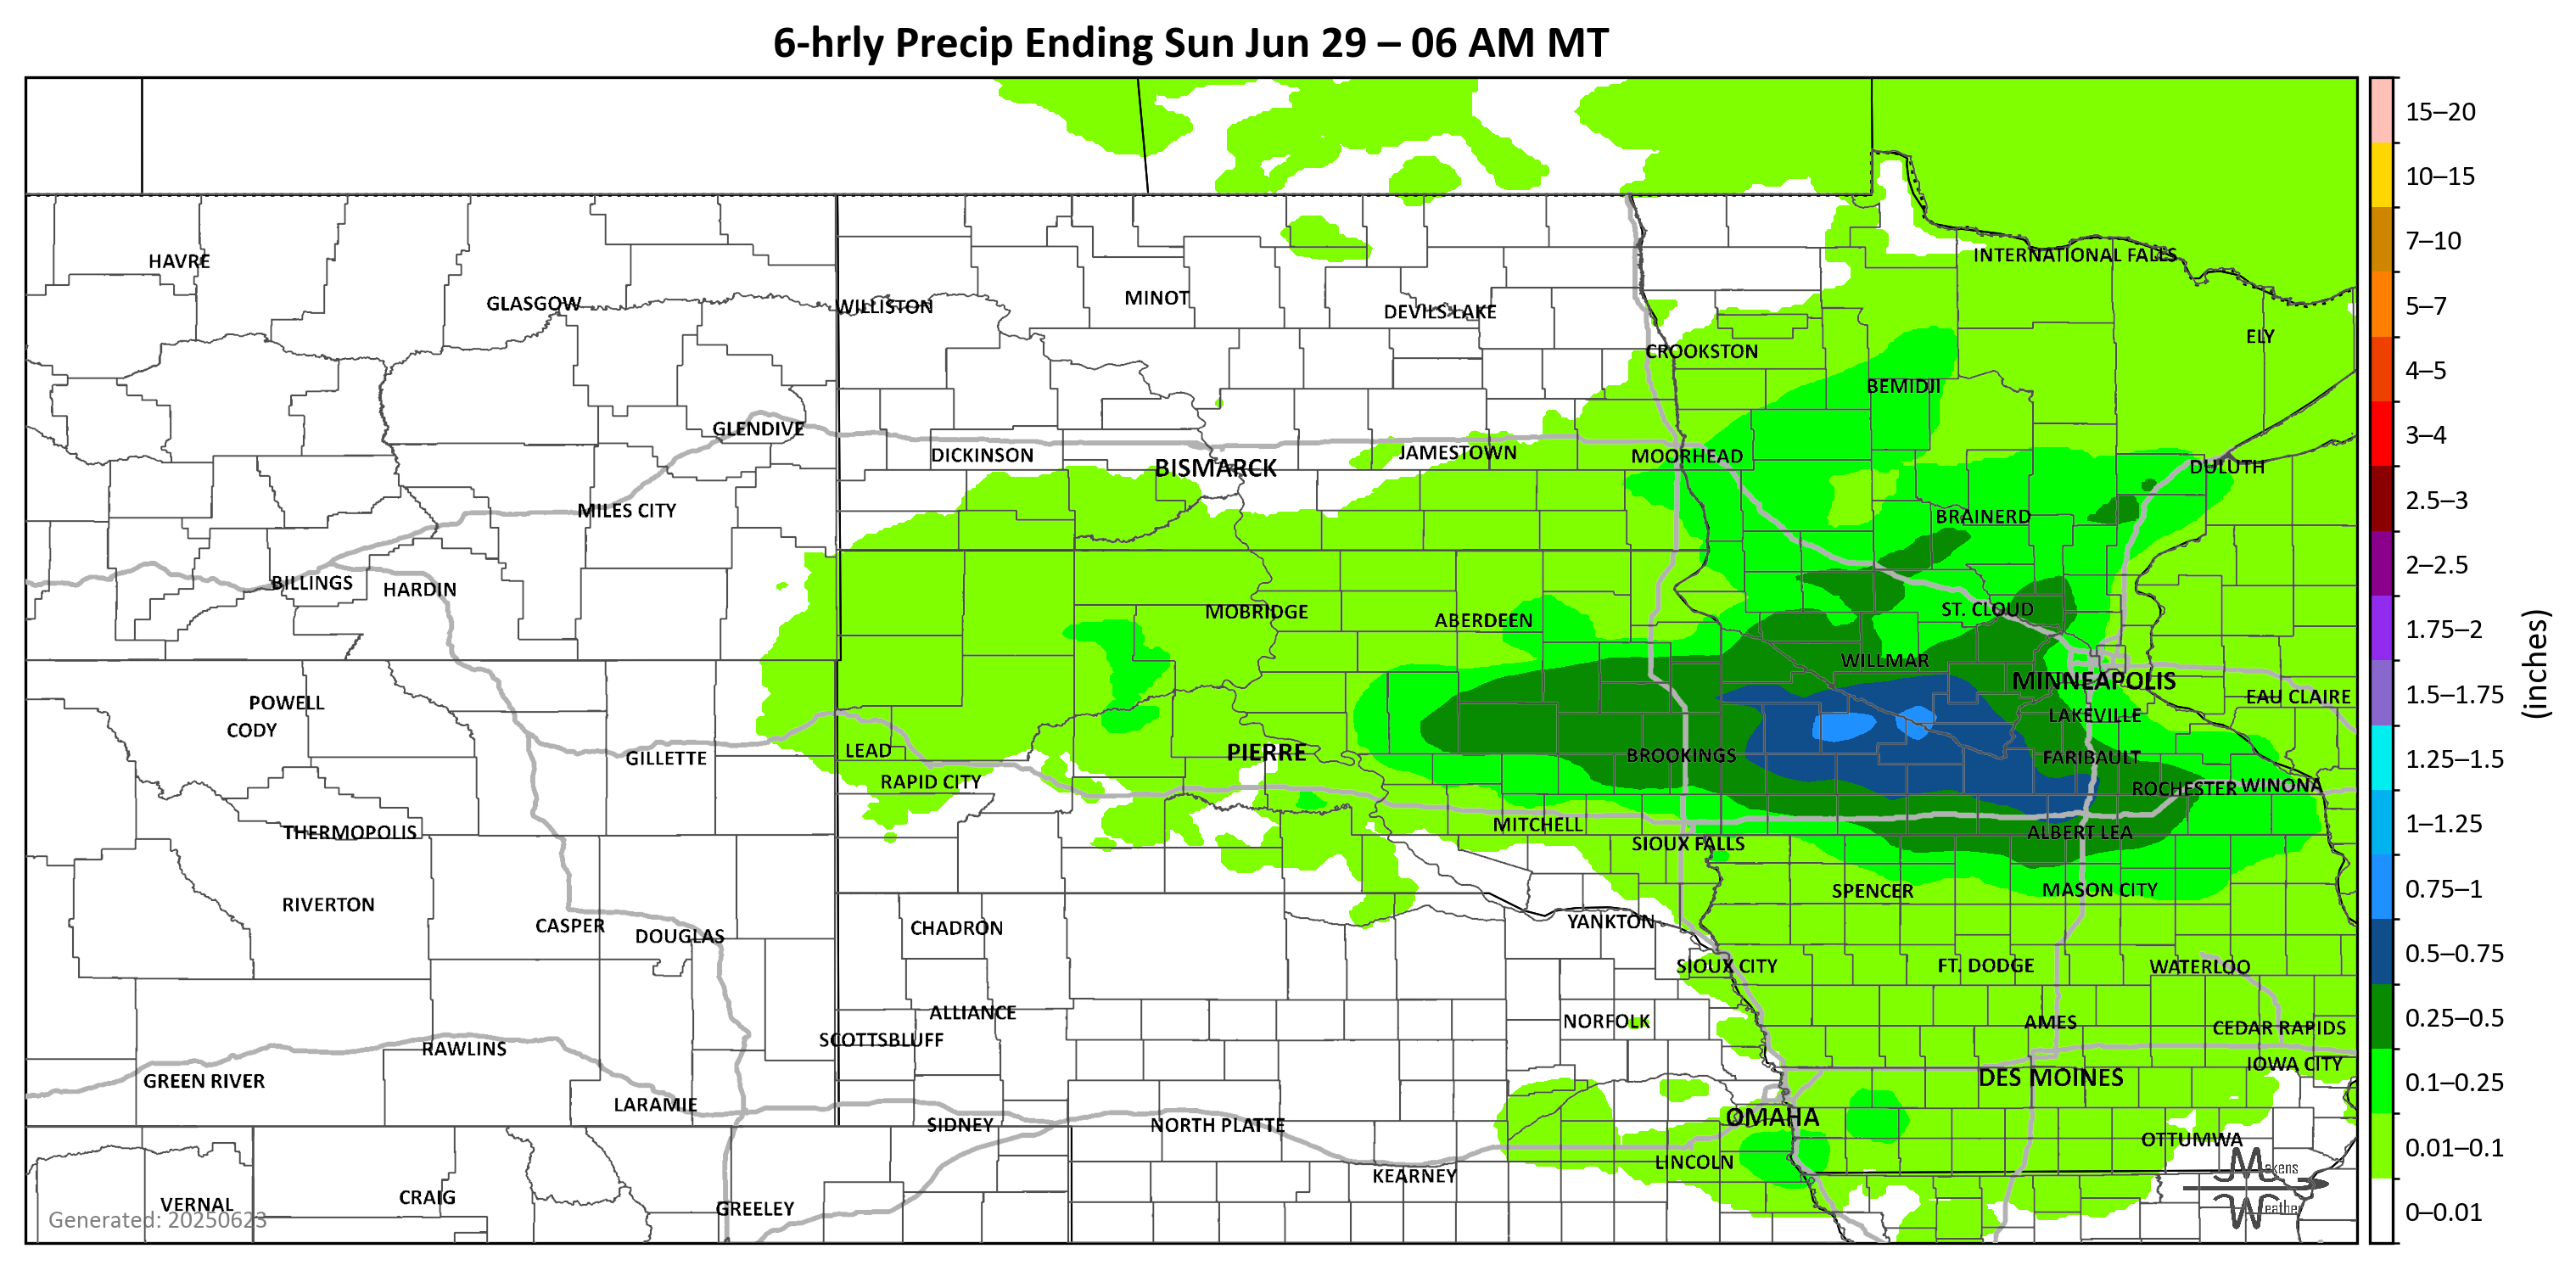 6-hrly Precip Ending Sun Jun 29 – 06 AM MT
15–20
10–15
7–10
5–7
4–5
3–4
2.5–3
2–2.5
1.75–2
1.5–1.75
1.25–1.5
1–1.25
0.75–1
0.5–0.75
0.25–0.5
0.1–0.25
0.01–0.1
0–0.01
(inches)
HAVRE
GLASGOW
WILLISTON
MINOT
DEVILS LAKE
INTERNATIONAL FALLS
ELY
CROOKSTON
BEMIDJI
GLENDIVE
DICKINSON
BISMARCK
JAMESTOWN
MOORHEAD
DULUTH
MILES CITY
BRAINERD
BILLINGS
HARDIN
MOBRIDGE
ABERDEEN
ST. CLOUD
WILLMAR
MINNEAPOLIS
EAU CLAIRE
POWELL
CODY
LAKEVILLE
GILLETTE
LEAD
PIERRE
BROOKINGS
FARIBAULT
RAPID CITY
ROCHESTER
WINONA
THERMOPOLIS
MITCHELL
ALBERT LEA
SIOUX FALLS
SPENCER
MASON CITY
RIVERTON
CASPER
DOUGLAS
CHADRON
YANKTON
SIOUX CITY
FT. DODGE
WATERLOO
ALLIANCE
NORFOLK
AMES
CEDAR RAPIDS
SCOTTSBLUFF
RAWLINS
IOWA CITY
GREEN RIVER
DES MOINES
LARAMIE
SIDNEY
NORTH PLATTE
OMAHA
OTTUMWA
LINCOLN
KEARNEY
VERNAL
CRAIG
GREELEY
Generated: 20250623
Makens
Weather